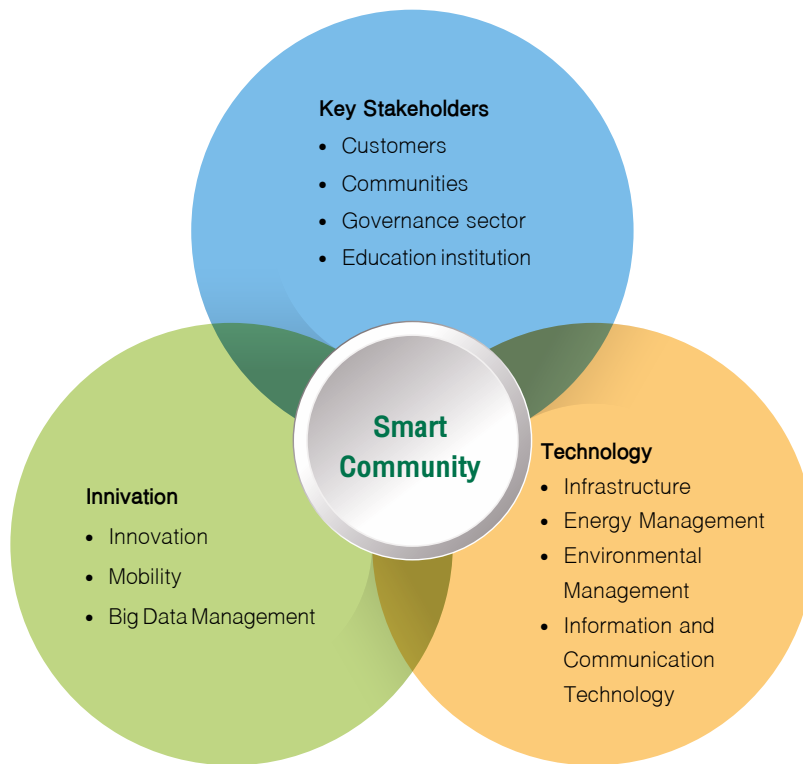 Key Stakeholders
• Customers
• Communities
• Governance sector
• Education institution
Smart
Community
Innivation
• Innovation
• Mobility
• Big Data Management
Technology
• Infrastructure
• Energy Management
• Environmental
Management
• Information and
Communication
Technology